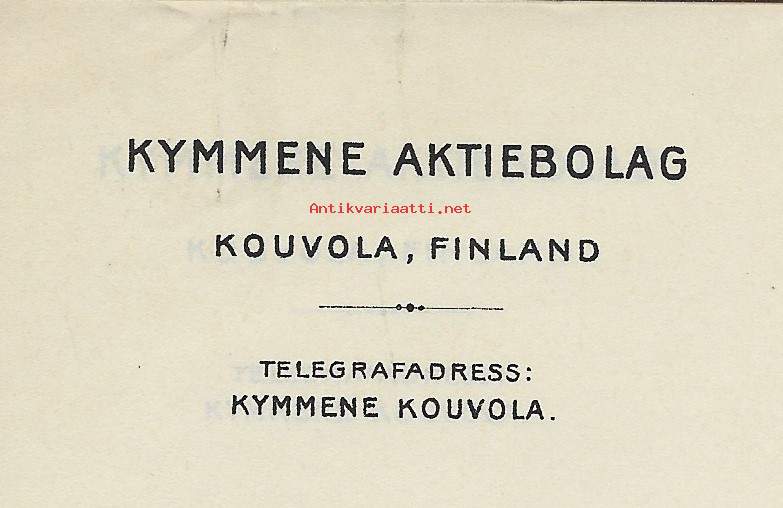 KYMMENE AKTIEBOLAG
Antikvariaatti.net
KOUVOLA, FINLAND
TELEGRAFADRESS:
KYMMENE KOUVOLA.